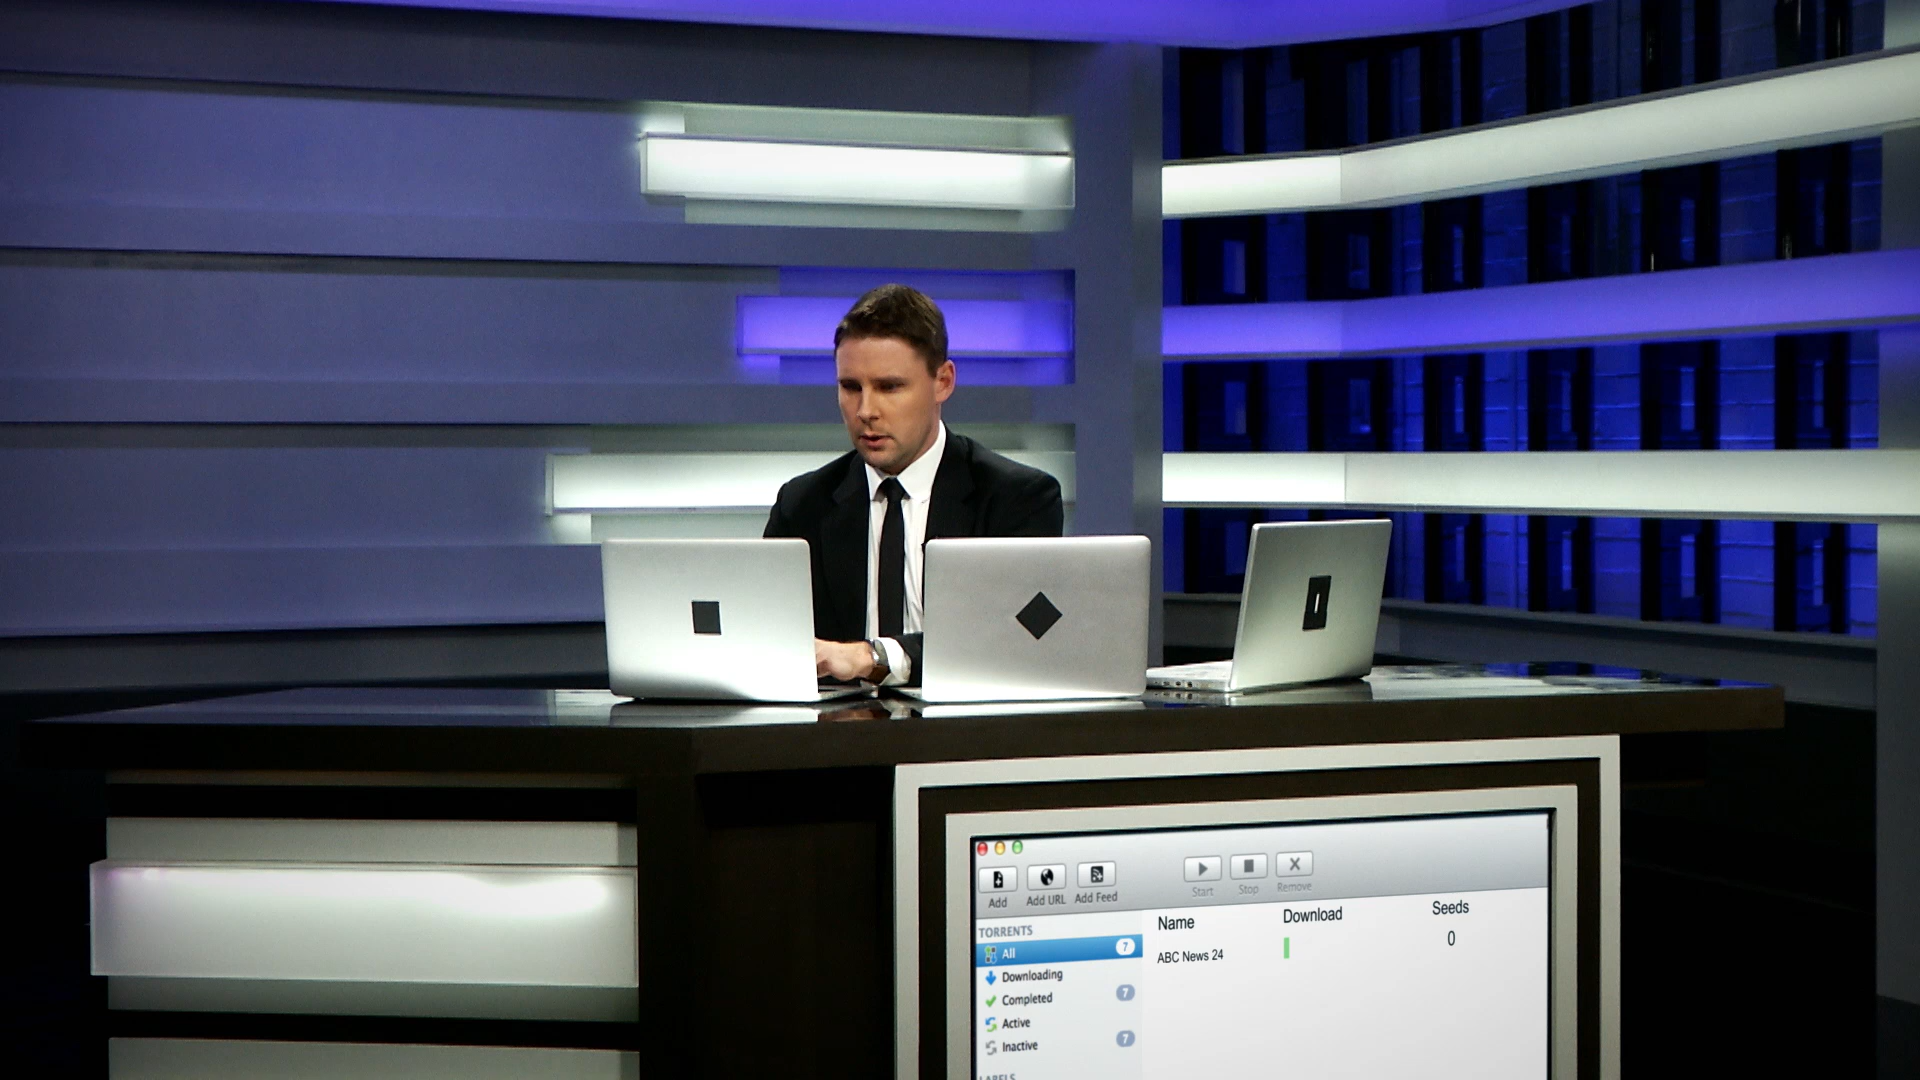 Add
Add URL
Add Feed
Start
Stop
Remove
TORRENTS
All 7
Downloading
Completed 7
Active
Inactive 7
LABELS
Name Download Seeds
ABC News 24 0